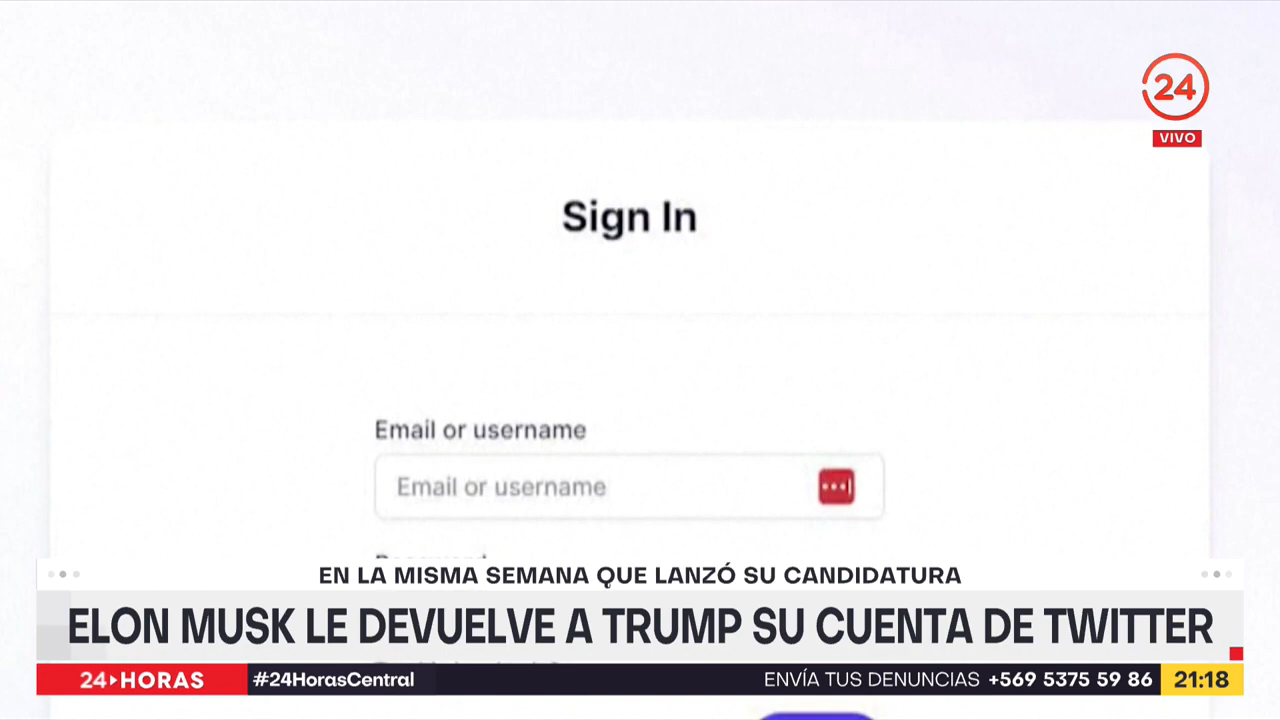 24
VIVO
Sign In
Email or username
Email or username
EN LA MISMA SEMANA QUE LANZÓ SU CANDIDATURA
ELON MUSK LE DEVUELVE A TRUMP SU CUENTA DE TWITTER
24 HORAS
#24HorasCentral
ENVÍA TUS DENUNCIAS +569 5375 59 86
21:18